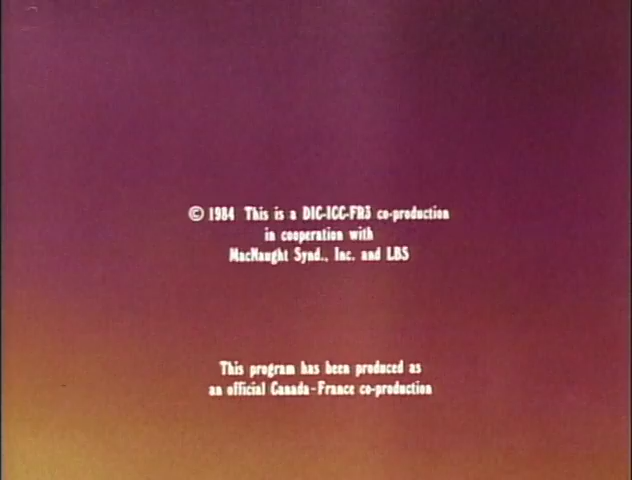 © 1984 This is a DIC-ICC-FR3 co-production
in cooperation with
MacNaught Synd., Inc. and LBS
This program has been produced as
an official Canada-France co-production